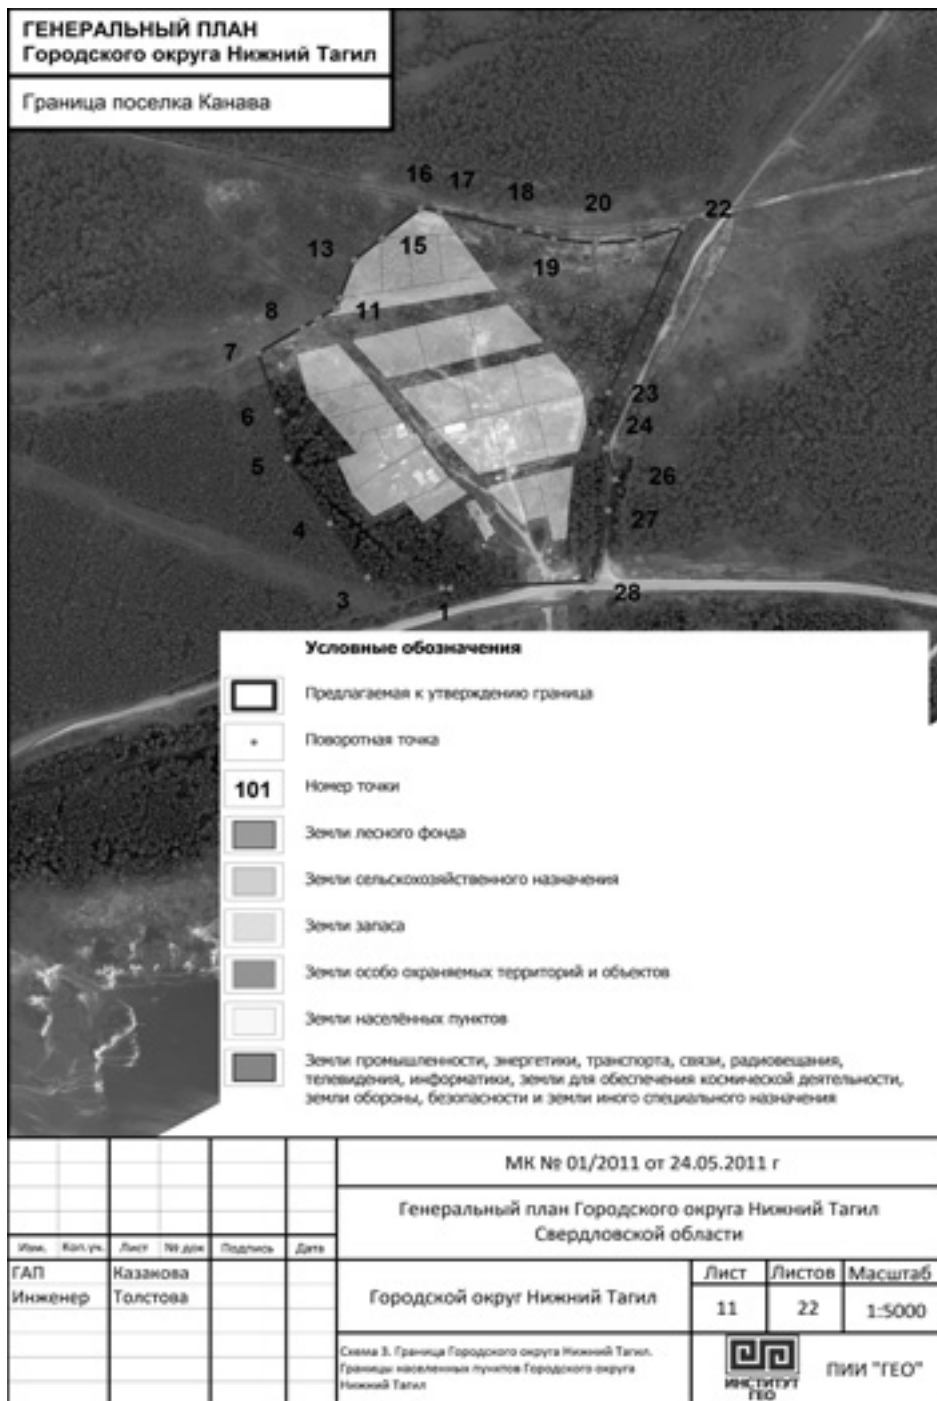 ГЕНЕРАЛЬНЫЙ ПЛАН
Городского округа Нижний Тагил
Граница поселка Канава
16
17
18
20
22
13
15
19
8
11
7
23
6
24
5
26
4
27
3
1
28
Условные обозначения
Предлагаемая к утверждению граница
Поворотная точка
101
Номер точки
Земли лесного фонда
Земли сельскохозяйственного назначения
Земли запаса
Земли особо охраняемых территорий и объектов
Земли населённых пунктов
Земли промышленности, энергетики, транспорта, связи, радиовещания,
телевидения, информатики, земли для обеспечения космической деятельности,
земли обороны, безопасности и земли иного специального назначения
МК № 01/2011 от 24.05.2011 г
Генеральный план Городского округа Нижний Тагил
Свердловской области
Изм. Кол.уч. Лист № док Подпись Дата
ГАП Казакова
Инженер Толстова
Городской округ Нижний Тагил
Лист Листов Масштаб
11 22 1:5000
Схема 3. Граница Городского округа Нижний Тагил.
Границы населенных пунктов Городского округа
Нижний Тагил
ИНСТИТУТ
ГЕО
ПИИ "ГЕО"